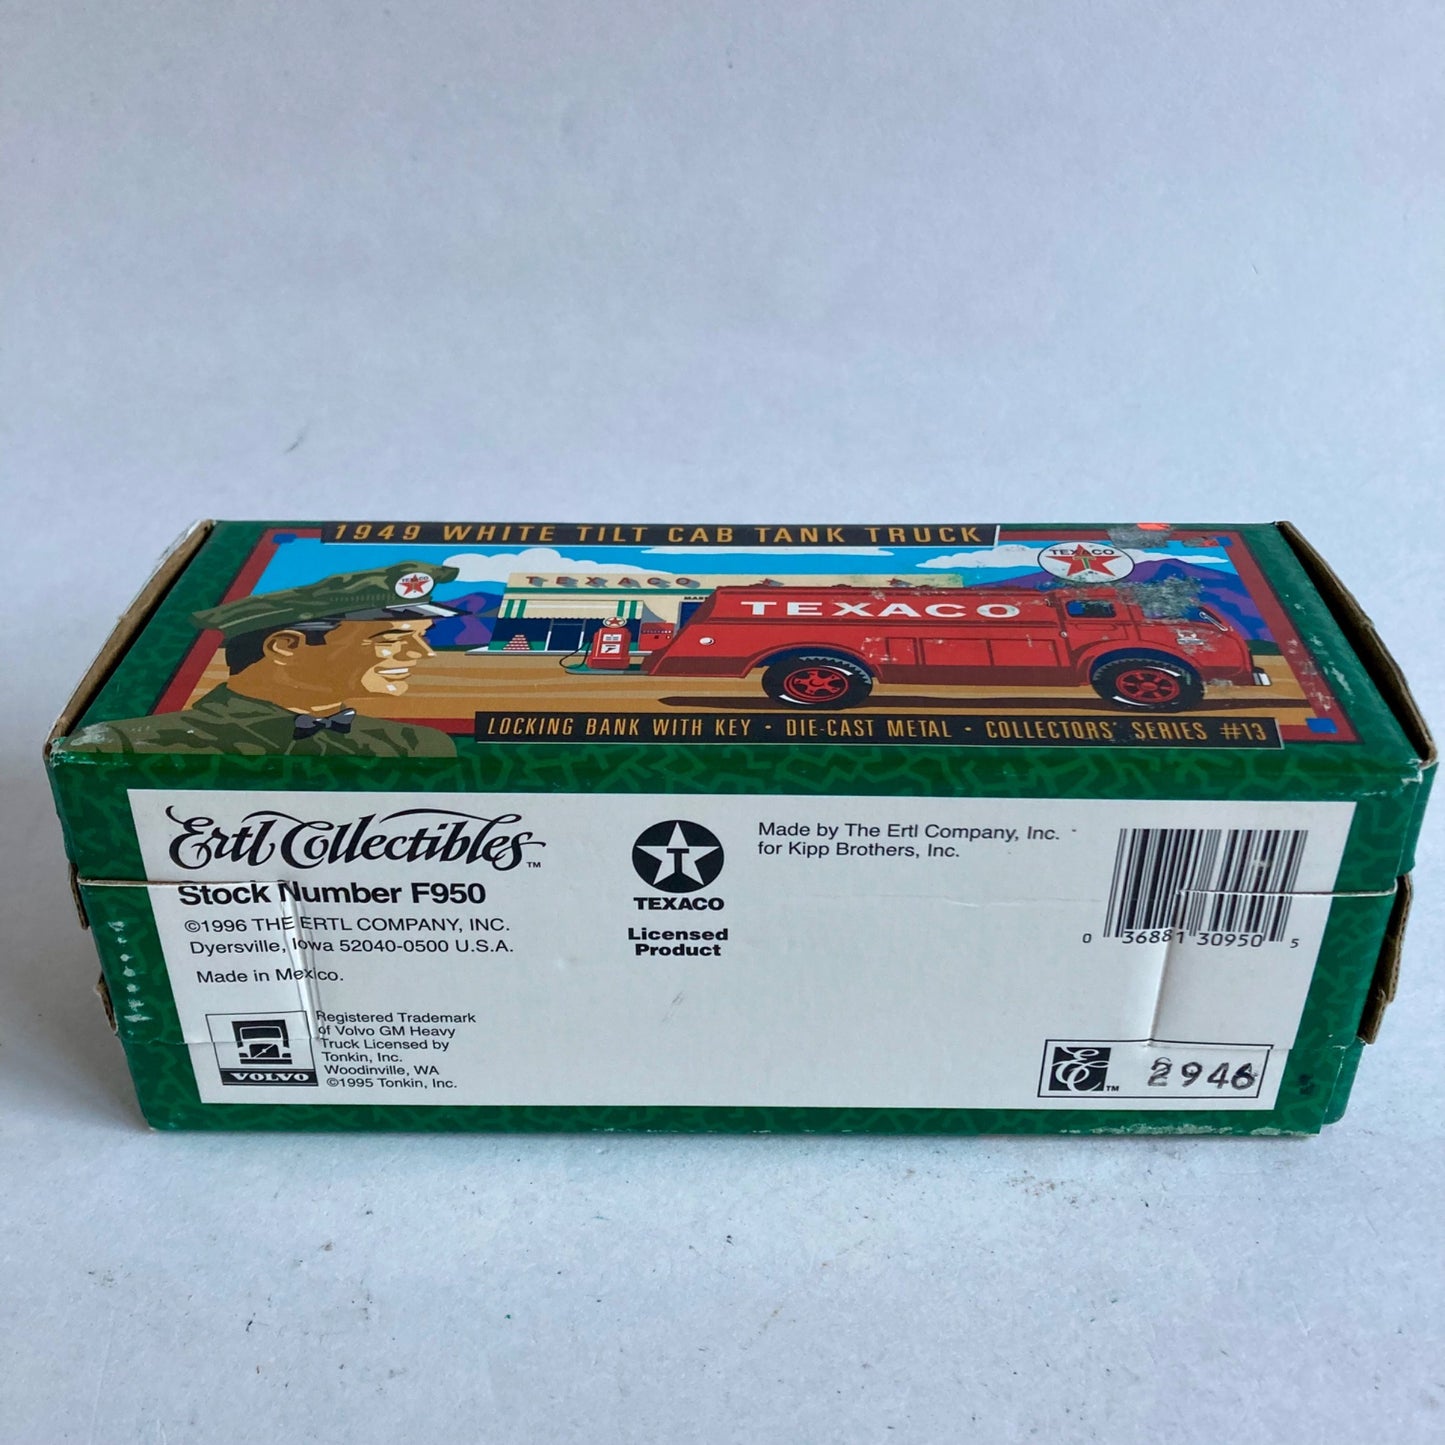 1949 WHITE TILT CAB TANK TRUCK
TEXACO
TEXACO
TEXACO
TEXACO
LOCKING BANK WITH KEY • DIE-CAST METAL • COLLECTORS' SERIES #13
Ertl Collectibles™
Stock Number F950
©1996 THE ERTL COMPANY, INC.
Dyersville, Iowa 52040-0500 U.S.A.
Made in Mexico.
VOLVO
Registered Trademark
of Volvo GM Heavy
Truck Licensed by
Tonkin, Inc.
Woodinville, WA
©1995 Tonkin, Inc.
T
TEXACO
Licensed
Product
Made by The Ertl Company, Inc.
for Kipp Brothers, Inc.
0 36881 30950 5
EC™ 2946